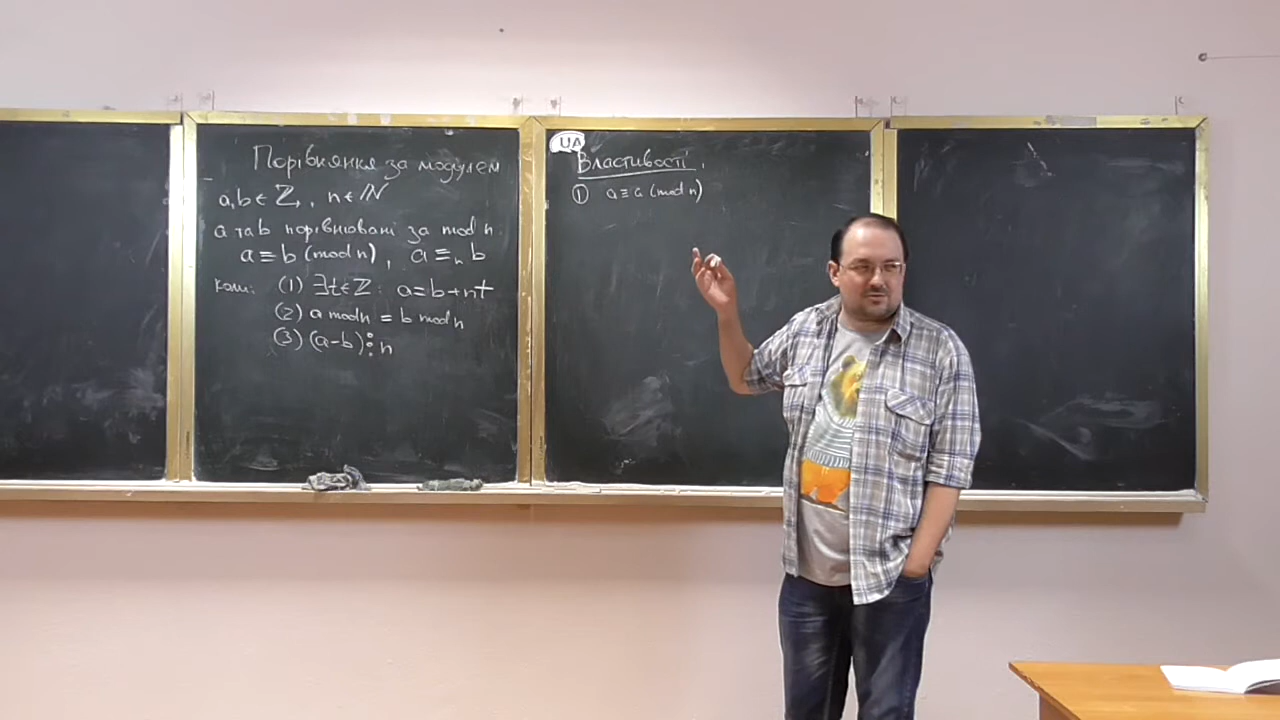 Порівняння за модулем
a, b ∈ ℤ, n ∈ ℕ
a та b порівнювані за mod n.
a ≡ b (mod n), a ≡ₙ b
коли: (1) ∃t ∈ ℤ: a = b + nt
(2) a mod n = b mod n
(3) (a-b) ⋮ n
UA
Властивості.
① a ≡ a (mod n)